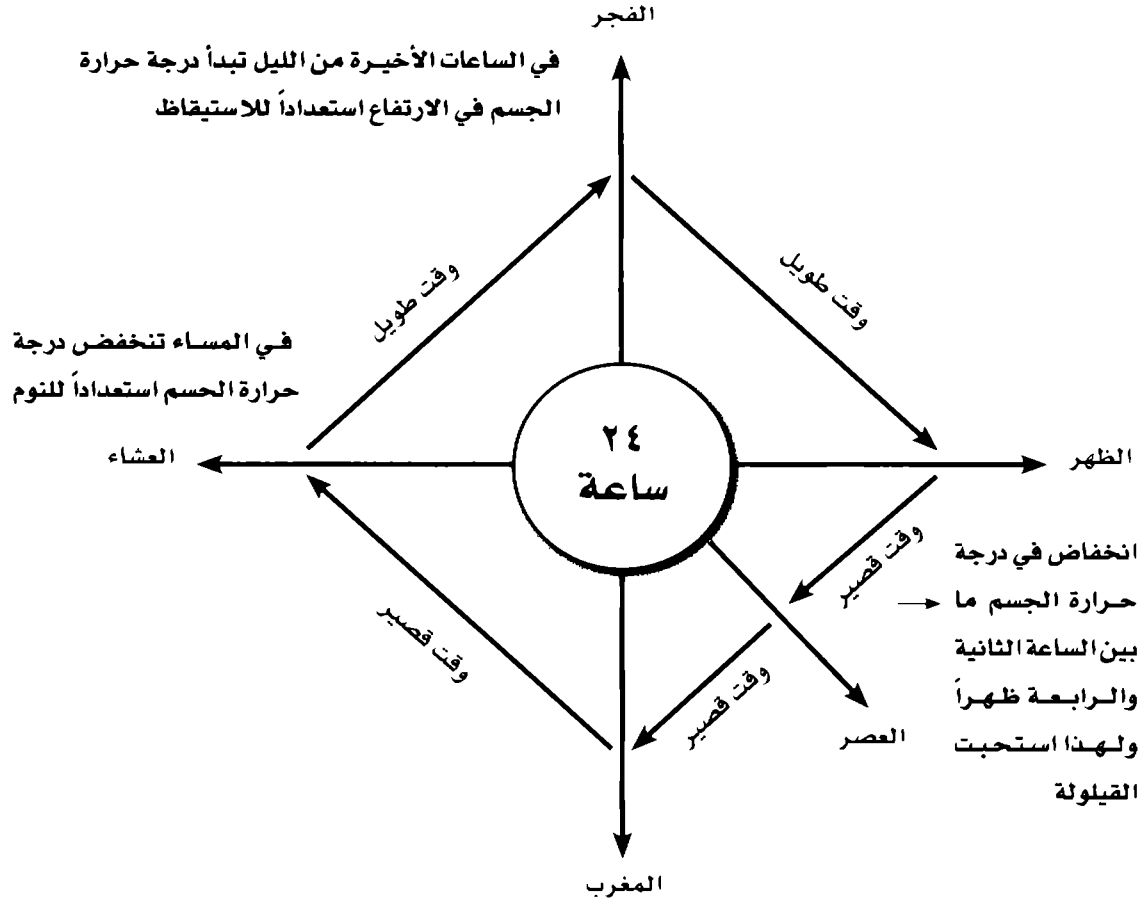 الفجر
في الساعات الأخيرة من الليل تبدأ درجة حرارة
الجسم في الارتفاع استعداداً للاستيقاظ
وقت طويل
وقت طويل
في المساء تنخفض درجة
حرارة الحسم استعداداً للنوم
٢٤
ساعة
الظهر
العشاء
انخفاض في درجة
حرارة الجسم ما
بين الساعة الثانية
والرابعة ظهراً
ولهذا استحبت
القيلولة
وقت قصير
وقت قصير
وقت قصير
العصر
المغرب